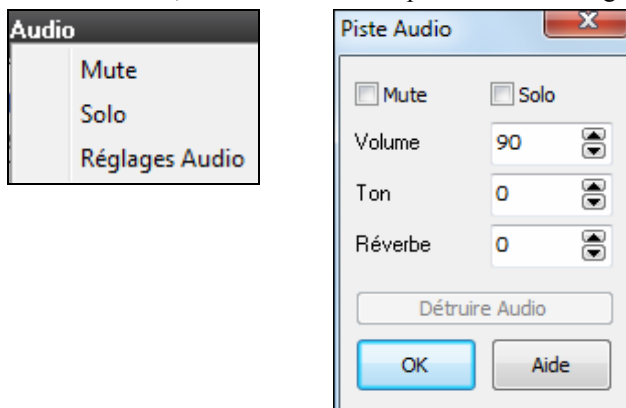 Audio
Mute
Solo
Réglages Audio
Piste Audio
Mute Solo
Volume 90
Ton 0
Réverbe 0
Détruire Audio
OK Aide